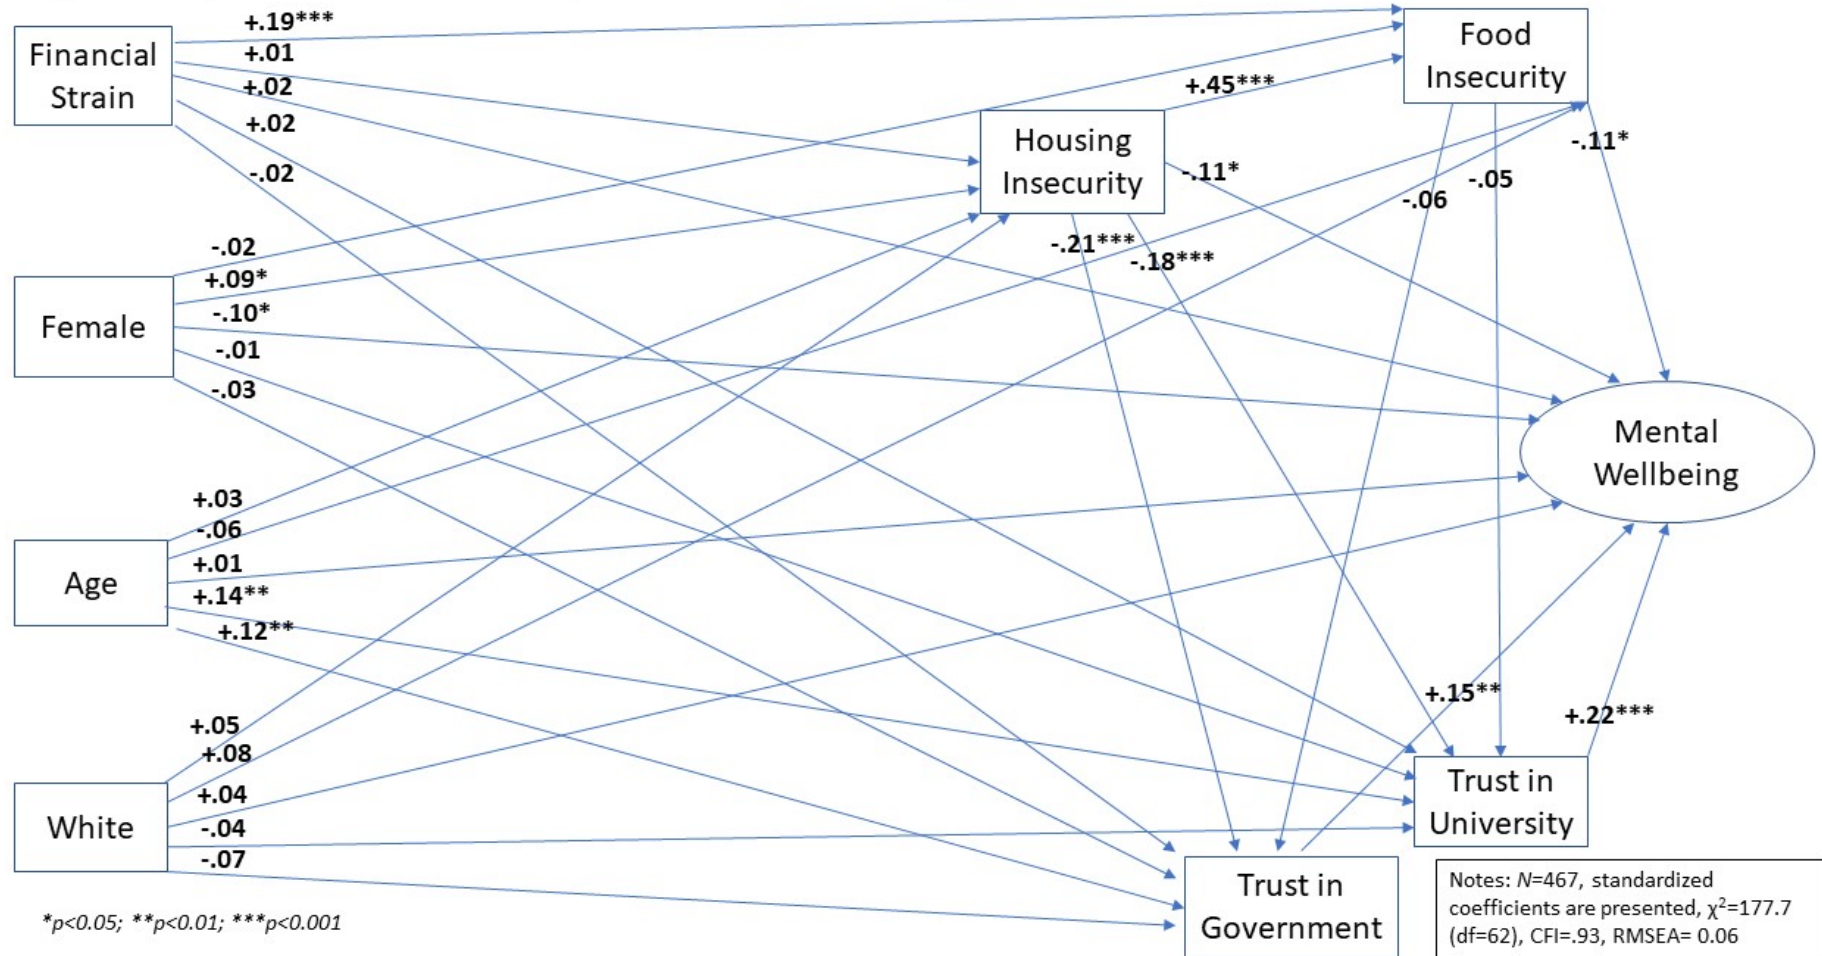 +.19***
Financial
Strain
+.01
+.02
+.02
-.02
Food
Insecurity
+.45***
Housing
Insecurity
-.11*
-.11*
-.05
-.06
-.21***
-.18***
-.02
+.09*
Female
-.10*
-.01
-.03
Mental
Wellbeing
+.03
-.06
Age
+.01
+.14**
+.12**
+.15**
+.22***
+.05
+.08
White
+.04
-.04
-.07
Trust in
University
Trust in
Government
*p<0.05; **p<0.01; ***p<0.001
Notes: N=467, standardized
coefficients are presented, χ²=177.7
(df=62), CFI=.93, RMSEA= 0.06